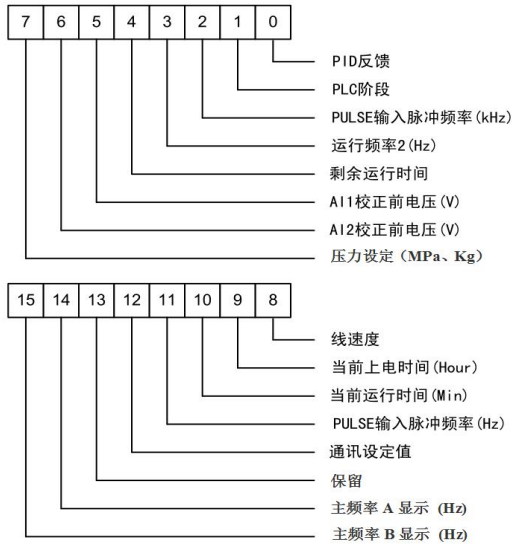 7 6 5 4 3 2 1 0
PID反馈
PLC阶段
PULSE输入脉冲频率(kHz)
运行频率2(Hz)
剩余运行时间
AI1校正前电压(V)
AI2校正前电压(V)
压力设定（MPa、Kg）
15 14 13 12 11 10 9 8
线速度
当前上电时间(Hour)
当前运行时间(Min)
PULSE输入脉冲频率(Hz)
通讯设定值
保留
主频率 A 显示 (Hz)
主频率 B 显示 (Hz)